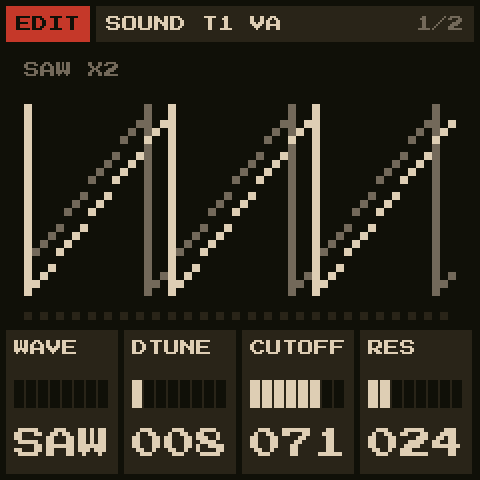 EDIT SOUND T1 VA 1/2
SAW X2
WAVE DTUNE CUTOFF RES
SAW 008 071 024